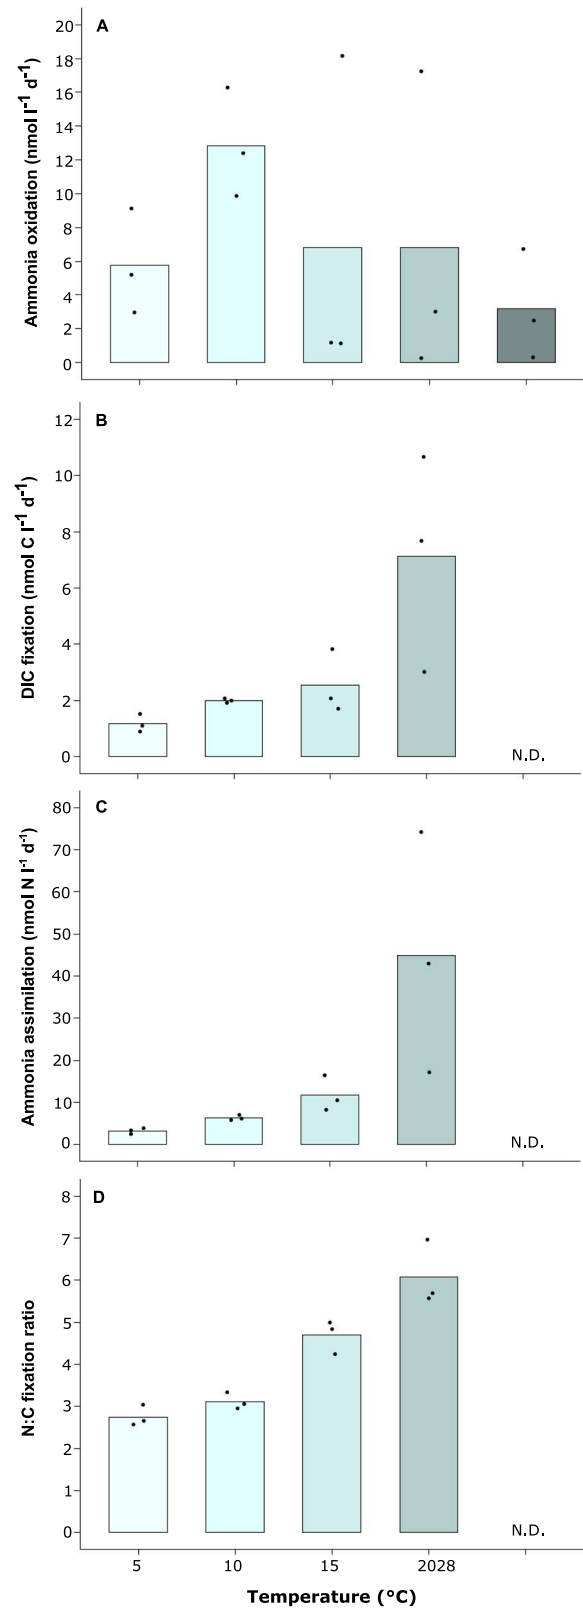 A
Ammonia oxidation (nmol l⁻¹ d⁻¹)
20
18
16
14
12
10
8
6
4
2
0
B
DIC fixation (nmol C l⁻¹ d⁻¹)
12
10
8
6
4
2
0
N.D.
C
Ammonia assimilation (nmol N l⁻¹ d⁻¹)
80
70
60
50
40
30
20
10
0
N.D.
D
N:C fixation ratio
8
7
6
5
4
3
2
1
0
N.D.
5 10 15 2028
Temperature (°C)